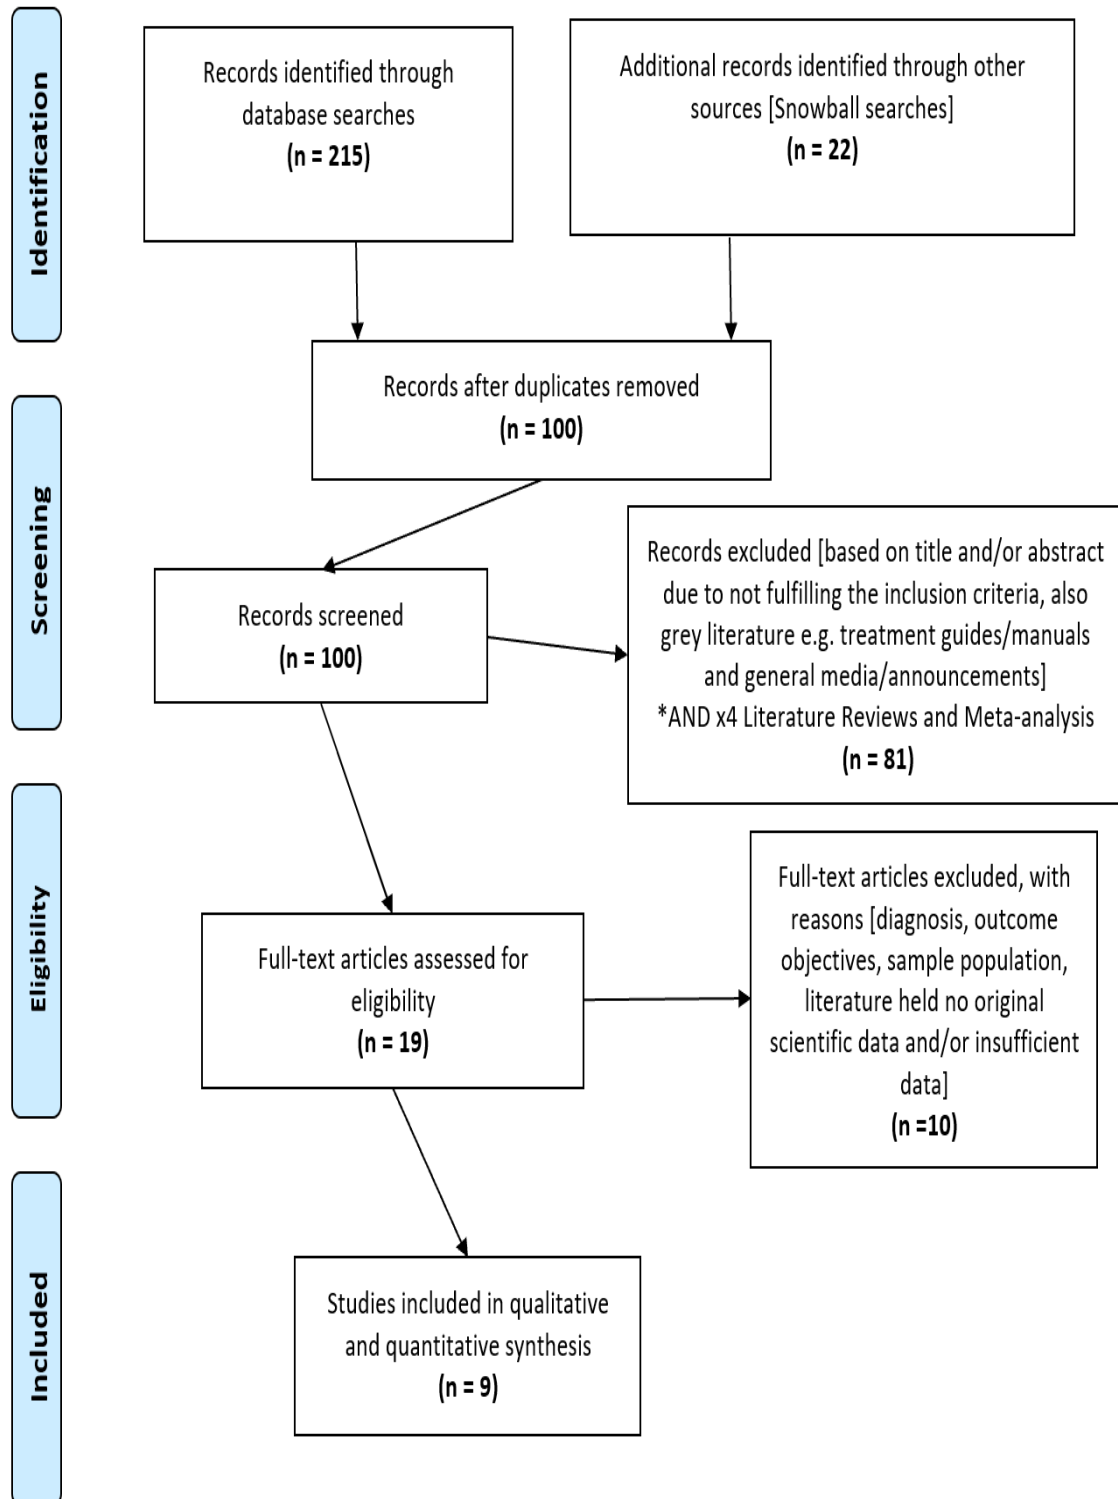 Identification
Records identified through
database searches
(n = 215)
Additional records identified through other
sources [Snowball searches]
(n = 22)
Records after duplicates removed
(n = 100)
Screening
Records screened
(n = 100)
Records excluded [based on title and/or abstract
due to not fulfilling the inclusion criteria, also
grey literature e.g. treatment guides/manuals
and general media/announcements]
*AND x4 Literature Reviews and Meta-analysis
(n = 81)
Eligibility
Full-text articles assessed for
eligibility
(n = 19)
Full-text articles excluded, with
reasons [diagnosis, outcome
objectives, sample population,
literature held no original
scientific data and/or insufficient
data]
(n =10)
Included
Studies included in qualitative
and quantitative synthesis
(n = 9)